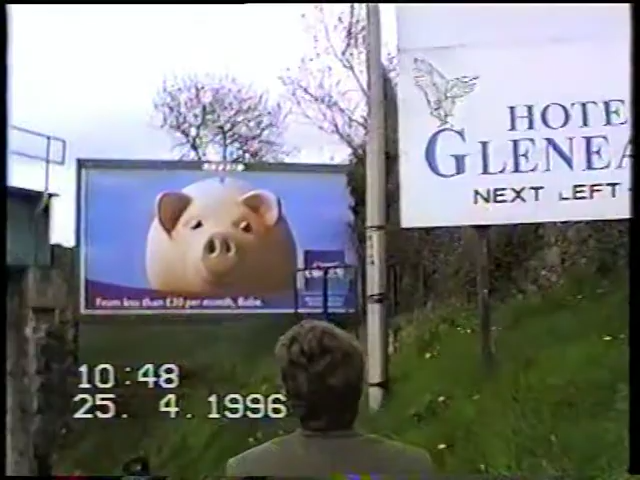 HOTE
GLENEA
NEXT LEFT
From less than £30 per month, Babe.
10:48
25. 4. 1996